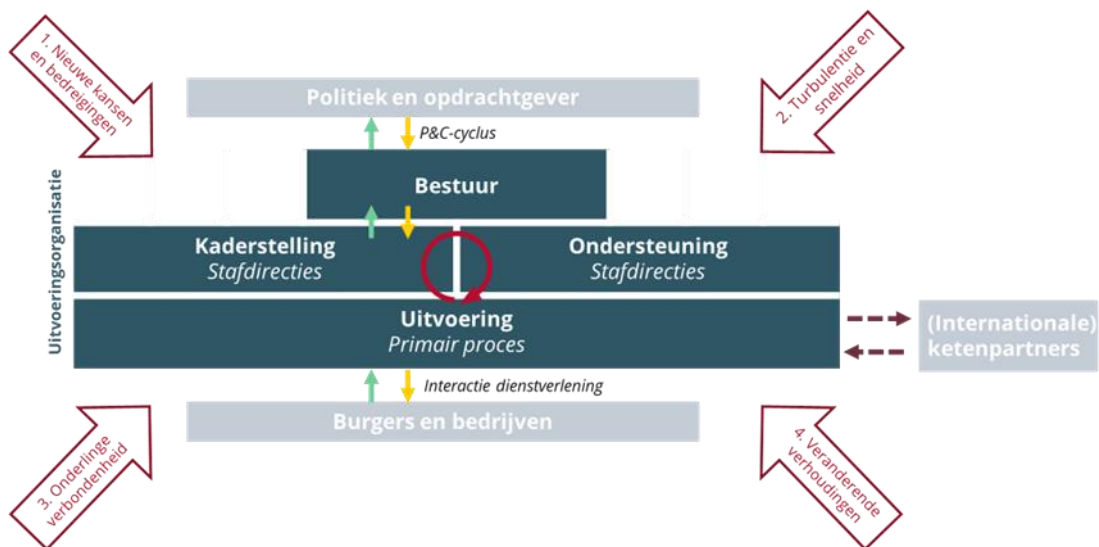 1. Nieuwe kansen
en bedreigingen
2. Turbulentie en
snelheid
Politiek en opdrachtgever
P&C-cyclus
Bestuur
Uitvoeringsorganisatie
Kaderstelling
Stafdirecties
Ondersteuning
Stafdirecties
Uitvoering
Primair proces
(Internationale)
ketenpartners
Interactie dienstverlening
Burgers en bedrijven
3. Onderlinge
verbondenheid
4. Veranderende
verhoudingen